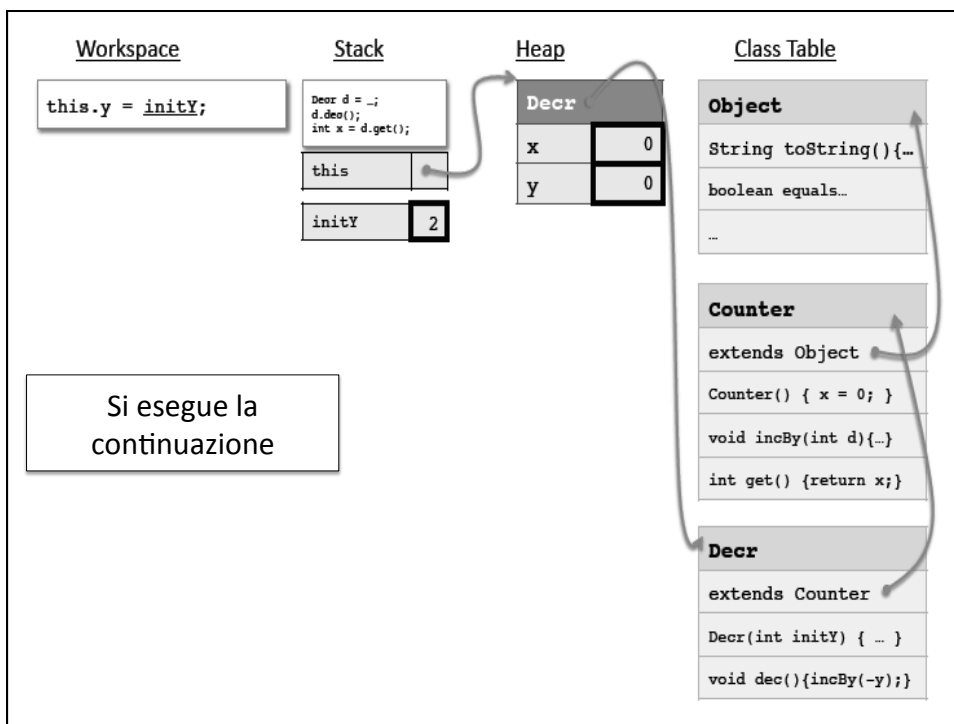 Workspace
Stack
Heap
Class Table
this.y = initY;
Decr d = _;
d.dec();
int x = d.get();
this
initY 2
Decr
x 0
y 0
Object
String toString(){…
boolean equals…
…
Counter
extends Object
Counter() { x = 0; }
void incBy(int d){…}
int get() {return x;}
Decr
extends Counter
Decr(int initY) { … }
void dec(){incBy(-y);}
Si esegue la
continuazione